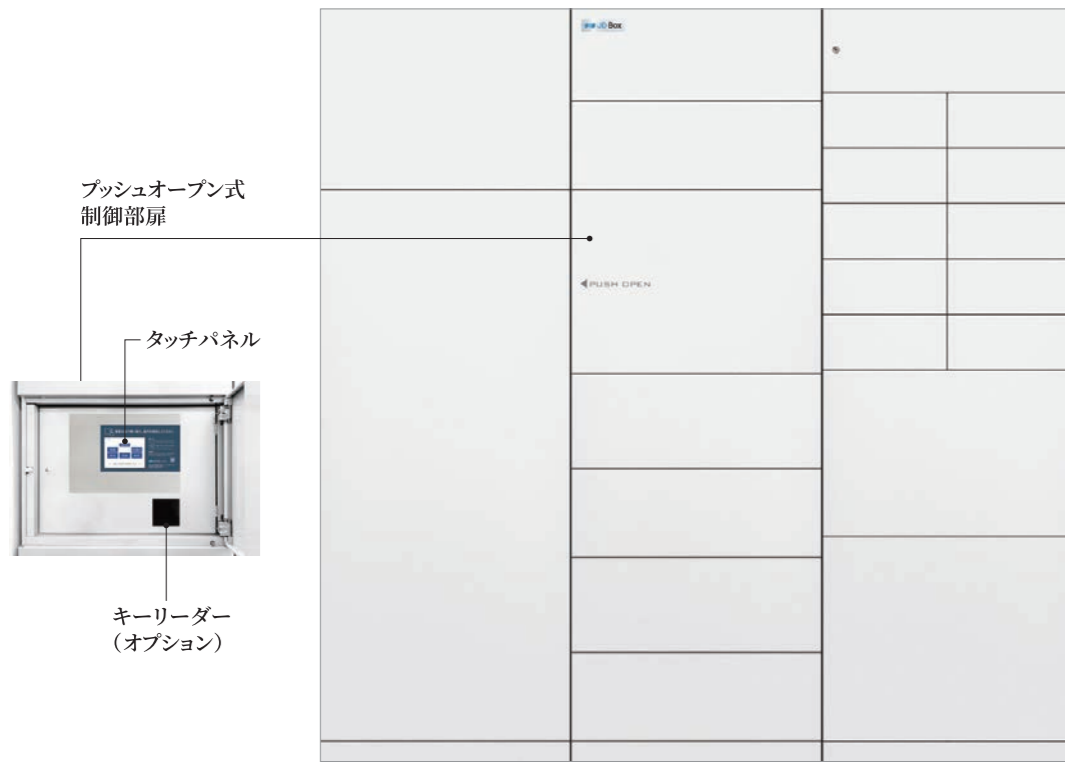 JD Box
プッシュオープン式
制御部扉
PUSH OPEN
タッチパネル
キーリーダー
（オプション）